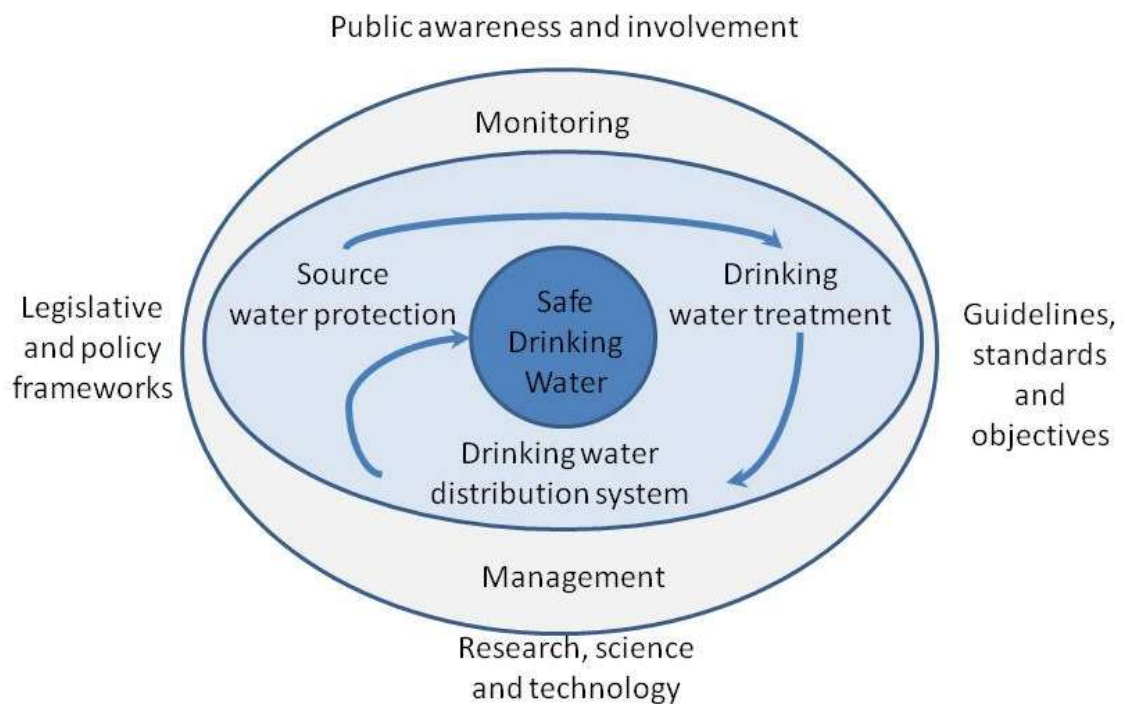 Public awareness and involvement
Monitoring
Source
water protection
Drinking
water treatment
Safe
Drinking
Water
Legislative
and policy
frameworks
Guidelines,
standards
and
objectives
Drinking water
distribution system
Management
Research, science
and technology